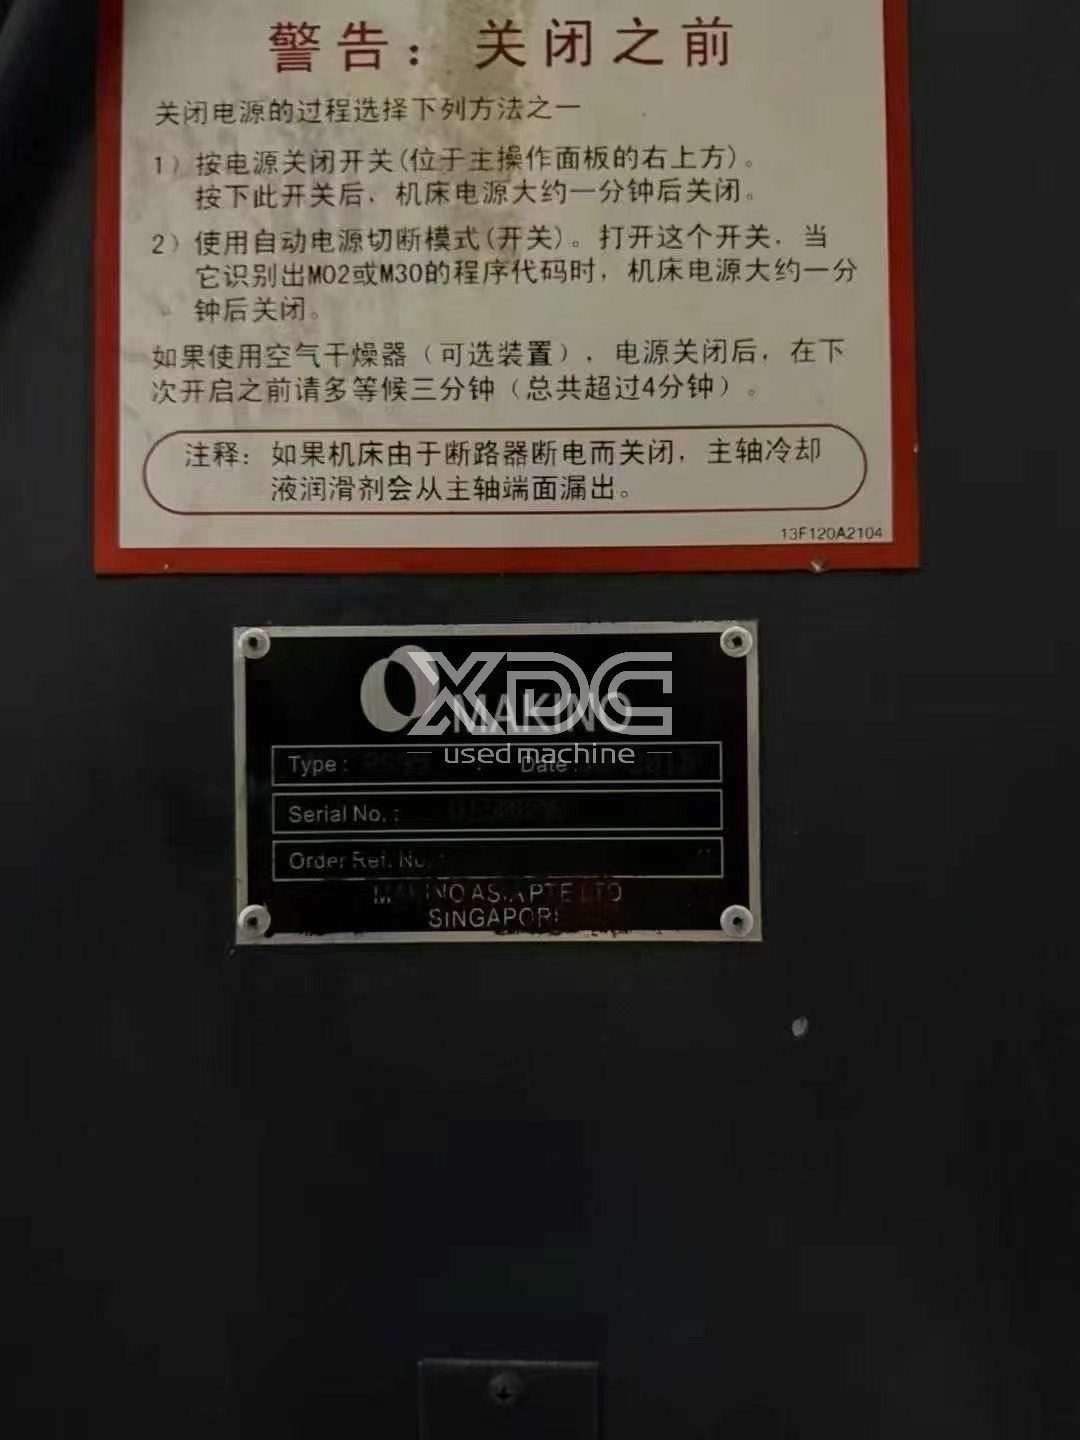 警告：关闭之前
关闭电源的过程选择下列方法之一
1）按电源关闭开关(位于主操作面板的右上方)。
按下此开关后，机床电源大约一分钟后关闭。
2）使用自动电源切断模式(开关)。打开这个开关，当
它识别出M02或M30的程序代码时，机床电源大约一分
钟后关闭。
如果使用空气干燥器（可选装置），电源关闭后，在下
次开启之前请多等候三分钟（总共超过4分钟）。
注释：如果机床由于断路器断电而关闭，主轴冷却
液润滑剂会从主轴端面漏出。
13F120A2104
XDC
MAKINO
used machine
Type: Date
Serial No.:
Order Ref. No.:
MAKINO ASIA PTE LTD
SINGAPORE